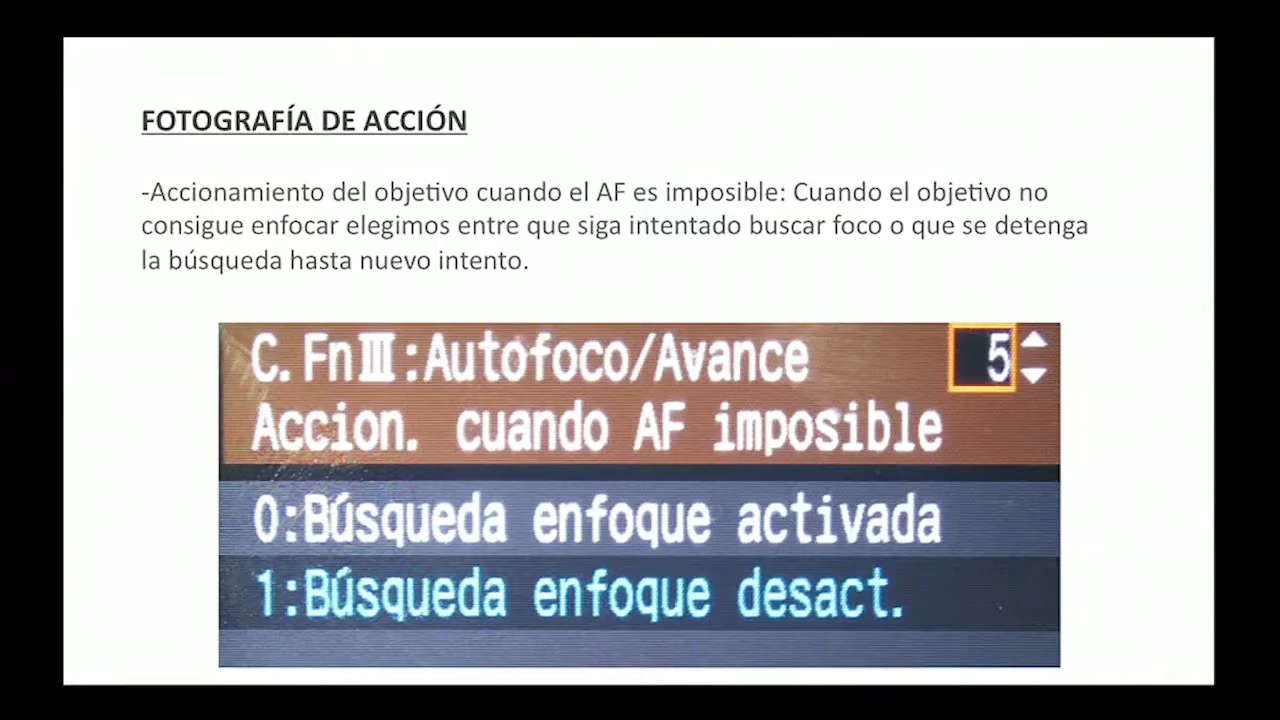 FOTOGRAFÍA DE ACCIÓN
-Accionamiento del objetivo cuando el AF es imposible: Cuando el objetivo no
consigue enfocar elegimos entre que siga intentado buscar foco o que se detenga
la búsqueda hasta nuevo intento.
C.FnIII:Autofoco/Avance 5
Accion. cuando AF imposible
0:Búsqueda enfoque activada
1:Búsqueda enfoque desact.